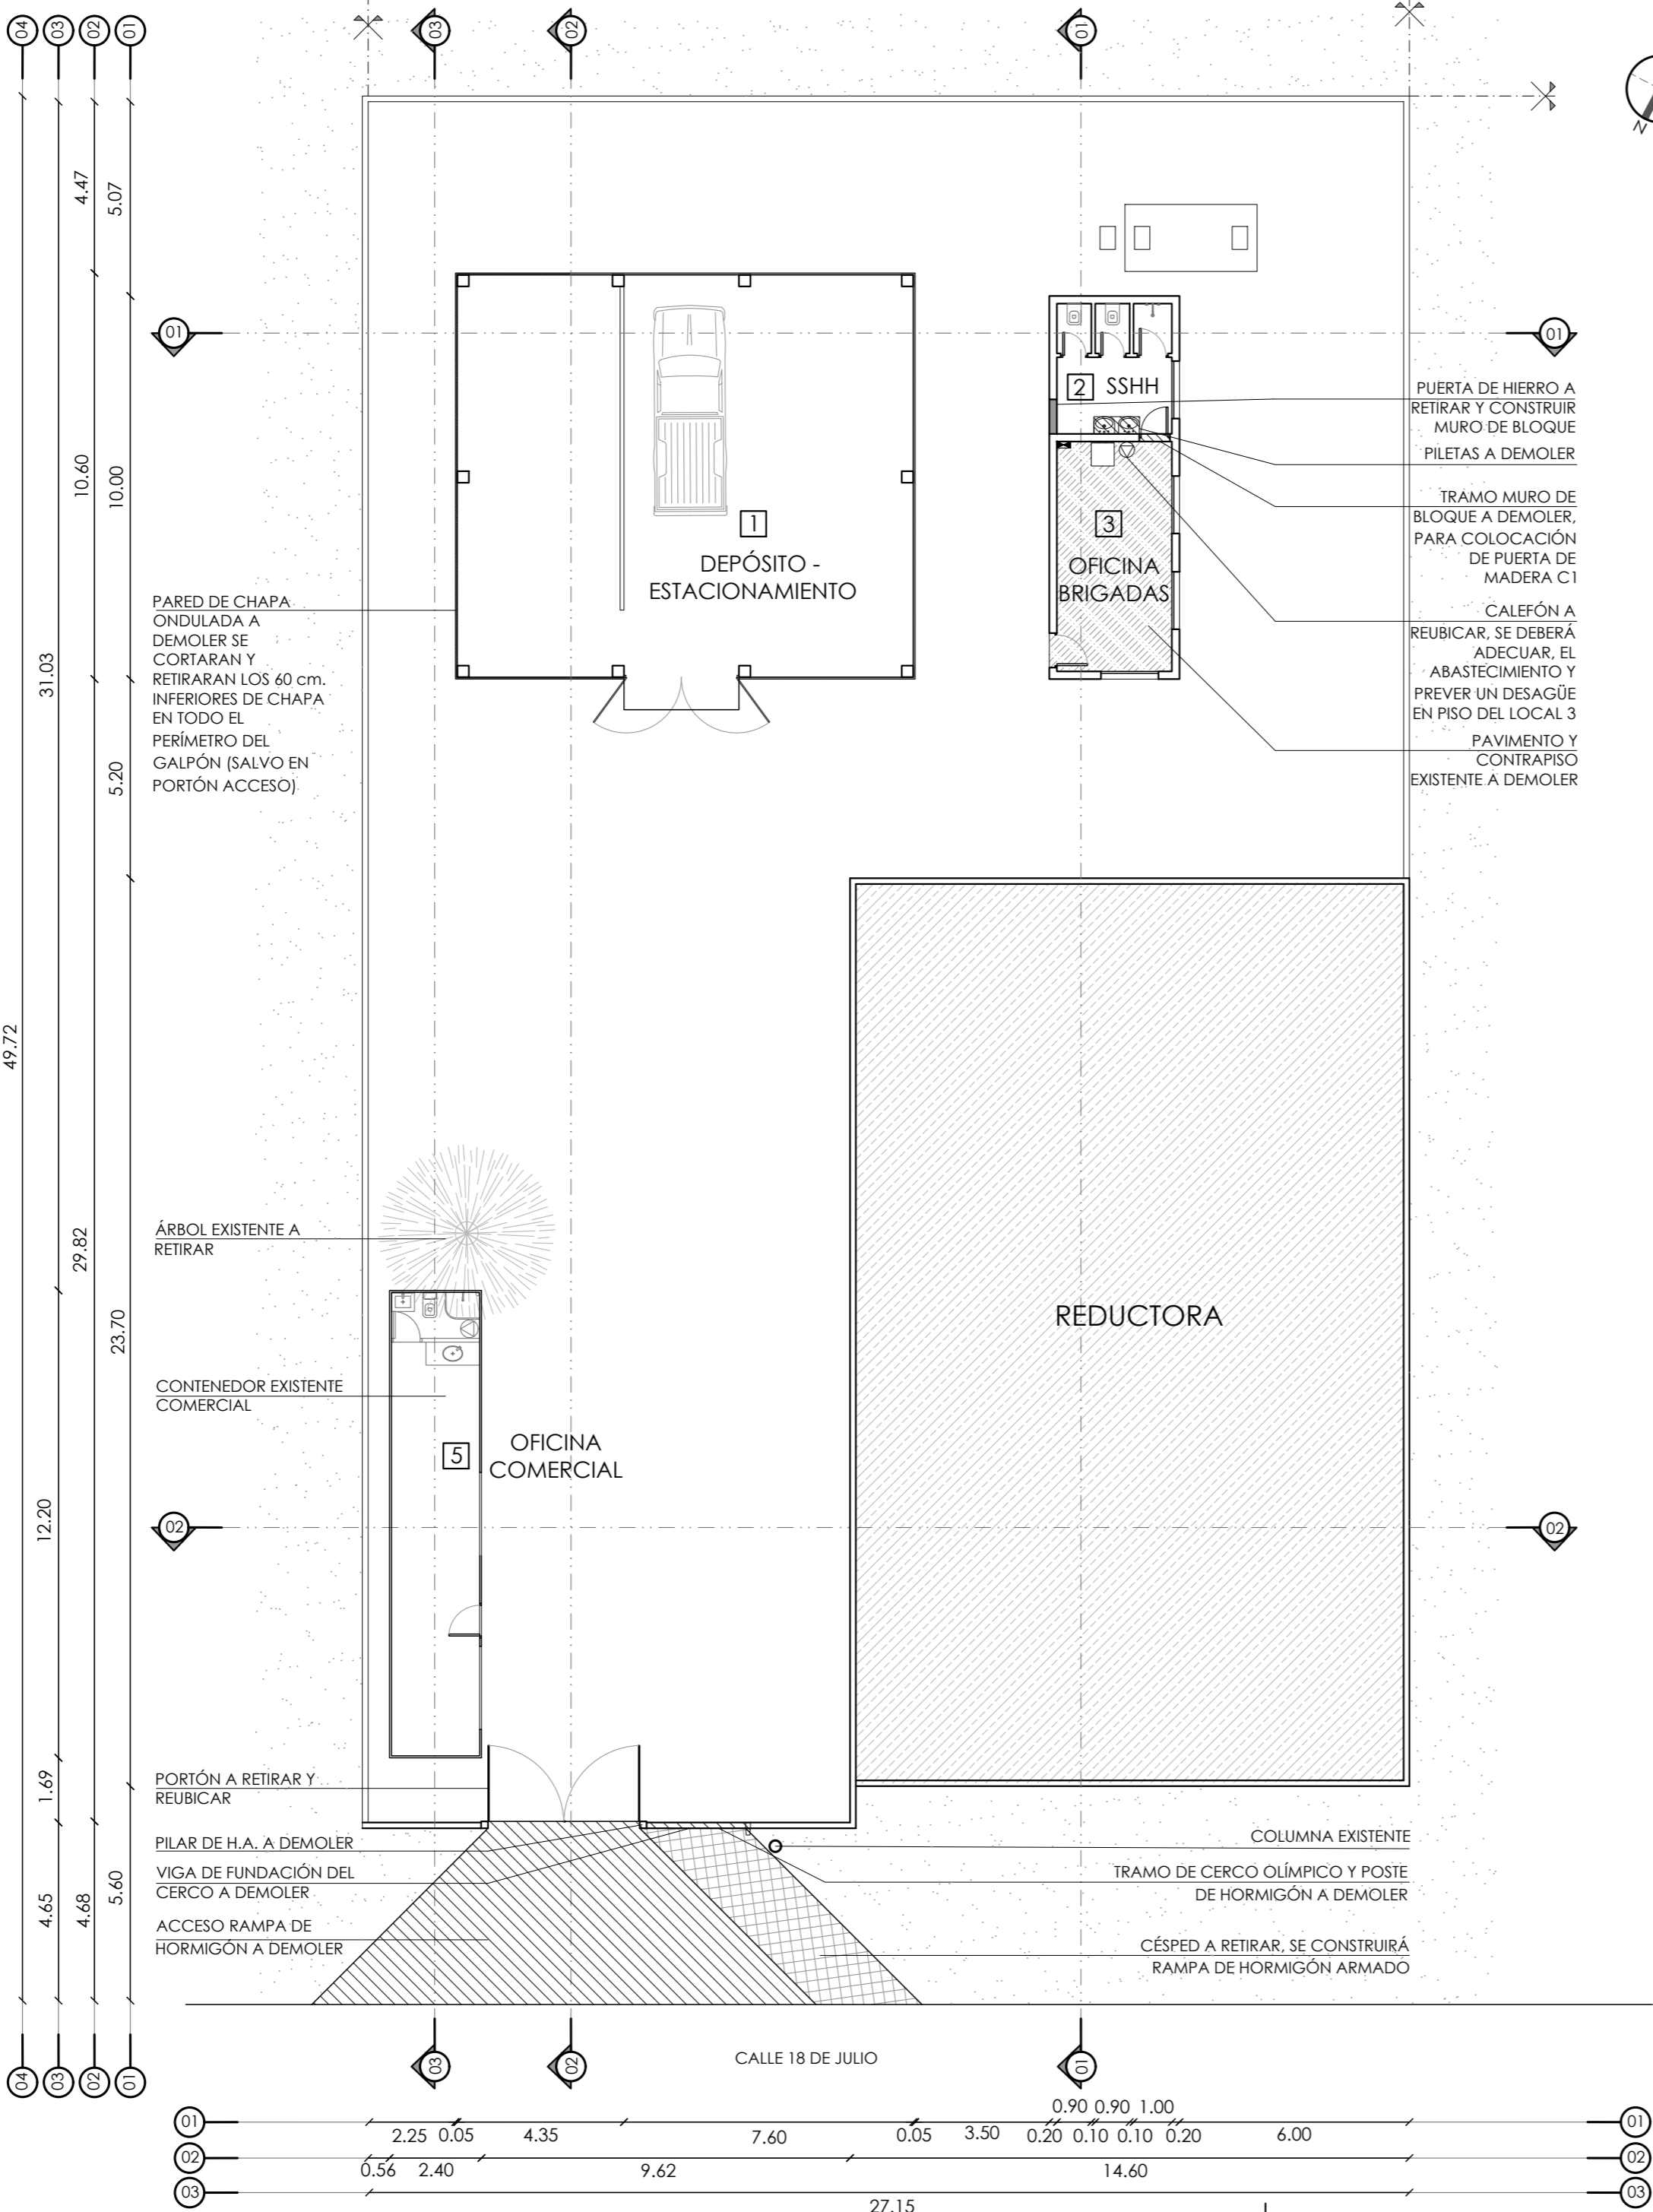 04
03
02
01
03
02
01
N
4.47
5.07
01
01
2 SSHH
PUERTA DE HIERRO A
RETIRAR Y CONSTRUIR
MURO DE BLOQUE
PILETAS A DEMOLER
10.60
10.00
TRAMO MURO DE
BLOQUE A DEMOLER,
PARA COLOCACIÓN
DE PUERTA DE
MADERA C1
1
DEPÓSITO -
ESTACIONAMIENTO
3
OFICINA
BRIGADAS
CALEFÓN A
REUBICAR, SE DEBERÁ
ADECUAR, EL
ABASTECIMIENTO Y
PREVER UN DESAGÜE
EN PISO DEL LOCAL 3
PAVIMENTO Y
CONTRAPISO
EXISTENTE A DEMOLER
PARED DE CHAPA
ONDULADA A
DEMOLER SE
CORTARAN Y
RETIRARAN LOS 60 cm.
INFERIORES DE CHAPA
EN TODO EL
PERÍMETRO DEL
GALPÓN (SALVO EN
PORTÓN ACCESO)
31.03
5.20
49.72
29.82
23.70
ÁRBOL EXISTENTE A
RETIRAR
REDUCTORA
CONTENEDOR EXISTENTE
COMERCIAL
5
OFICINA
COMERCIAL
12.20
02
02
1.69
PORTÓN A RETIRAR Y
REUBICAR
PILAR DE H.A. A DEMOLER
VIGA DE FUNDACIÓN DEL
CERCO A DEMOLER
ACCESO RAMPA DE
HORMIGÓN A DEMOLER
COLUMNA EXISTENTE
TRAMO DE CERCO OLÍMPICO Y POSTE
DE HORMIGÓN A DEMOLER
CÉSPED A RETIRAR, SE CONSTRUIRÁ
RAMPA DE HORMIGÓN ARMADO
4.65
4.68
5.60
04
03
02
01
03
02
01
CALLE 18 DE JULIO
0.90 0.90 1.00
01
01
2.25 0.05 4.35 7.60 0.05 3.50 0.20 0.10 0.10 0.20 6.00
02
02
0.56 2.40 9.62 14.60
03
03
27.15